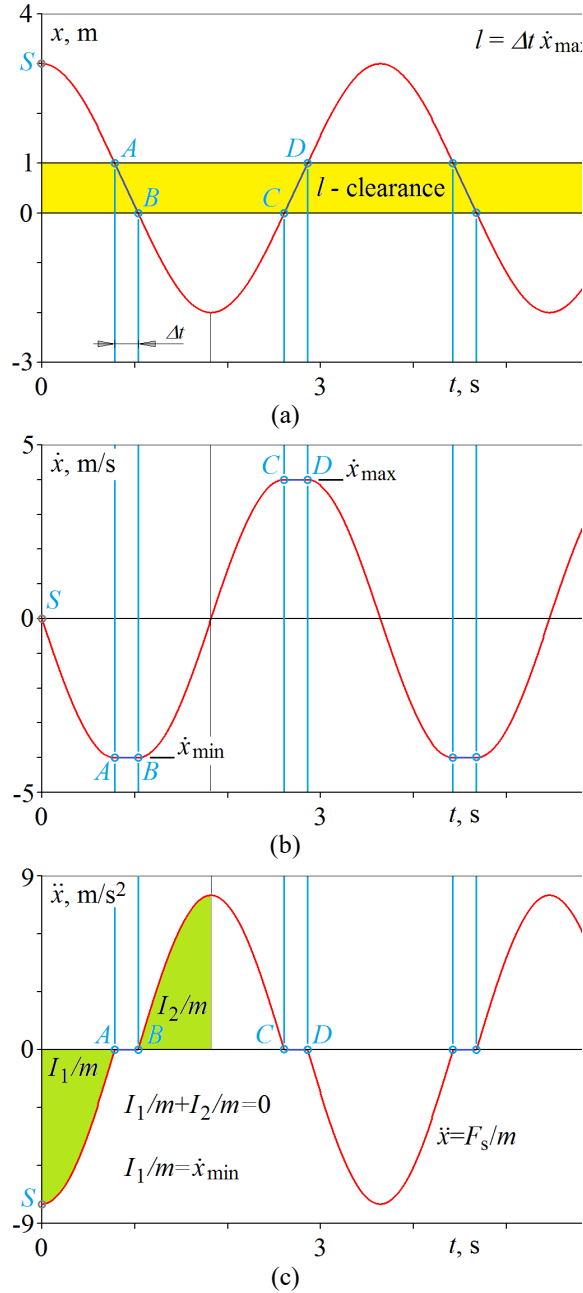 x, m
l = Δt ẋmax
4
S
A
D
1
l - clearance
B
C
0
Δt
-3
0
3
t, s
(a)
5
ẋ, m/s
C
D
ẋmax
S
0
ẋmin
A
B
-5
0
3
t, s
(b)
9
ẍ, m/s²
I₂/m
A
B
C
D
0
I₁/m
I₁/m+I₂/m=0
ẍ=Fₛ/m
I₁/m=ẋmin
S
-9
0
3
t, s
(c)